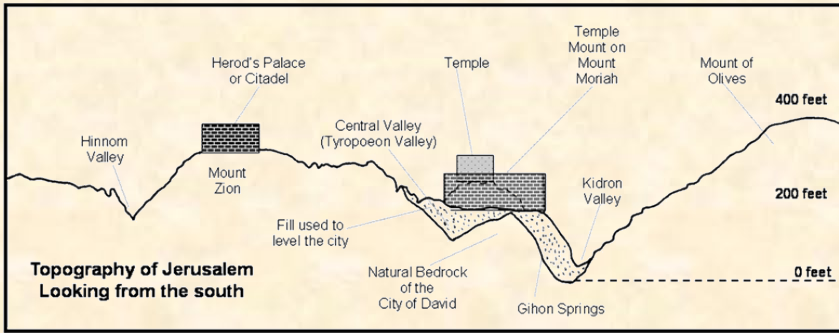 Herod's Palace
or Citadel
Temple
Temple
Mount on
Mount
Moriah
Mount of
Olives
400 feet
Hinnom
Valley
Central Valley
(Tyropoeon Valley)
Mount
Zion
Kidron
Valley
200 feet
Fill used to
level the city
Natural Bedrock
of the
City of David
Gihon Springs
0 feet
Topography of Jerusalem
Looking from the south